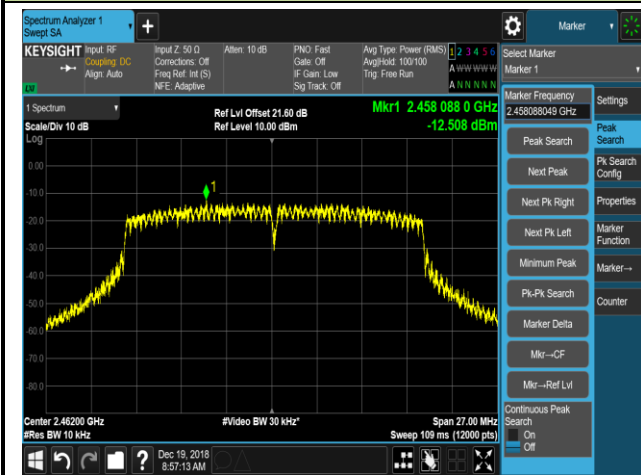 Spectrum Analyzer 1
Swept SA
+
Marker
KEYSIGHT
Input: RF
Coupling: DC
Align: Auto
Input Z: 50 Ω
Corrections: Off
Freq Ref: Int (S)
NFE: Adaptive
Atten: 10 dB
PNO: Fast
Gate: Off
IF Gain: Low
Sig Track: Off
Avg Type: Power (RMS)
Avg|Hold: 100/100
Trig: Free Run
1 2 3 4 5 6
A W W W W W
A N N N N N
Select Marker
Marker 1
1 Spectrum
Scale/Div 10 dB
Log
Ref Lvl Offset 21.60 dB
Ref Level 10.00 dBm
Mkr1 2.458 088 0 GHz
-12.508 dBm
0.00
-10.0
-20.0
-30.0
-40.0
-50.0
-60.0
-70.0
-80.0
1
Center 2.46200 GHz
#Res BW 10 kHz
#Video BW 30 kHz*
Span 27.00 MHz
Sweep 109 ms (12000 pts)
Marker Frequency
2.458088049 GHz
Peak Search
Next Peak
Next Pk Right
Next Pk Left
Minimum Peak
Pk-Pk Search
Marker Delta
Mkr→CF
Mkr→Ref Lvl
Continuous Peak
Search
On
Off
Settings
Peak
Search
Pk Search
Config
Properties
Marker
Function
Marker→
Counter
?
Dec 19, 2018
8:57:13 AM